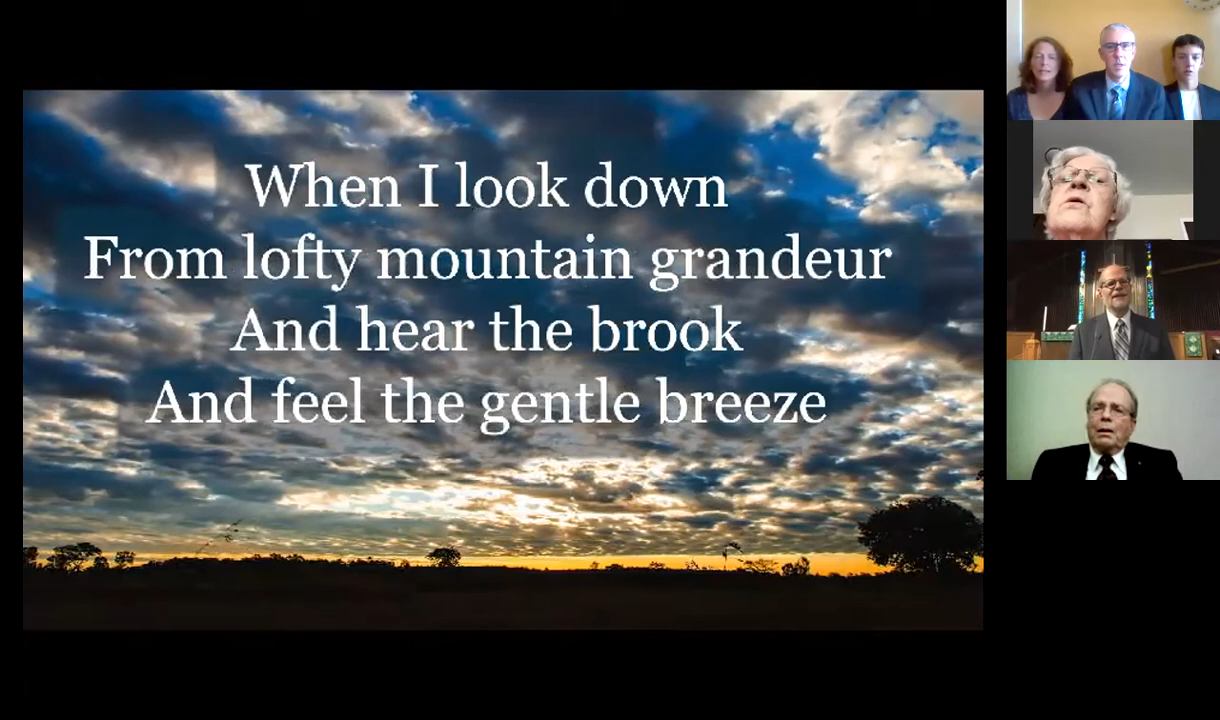 When I look down
From lofty mountain grandeur
And hear the brook
And feel the gentle breeze